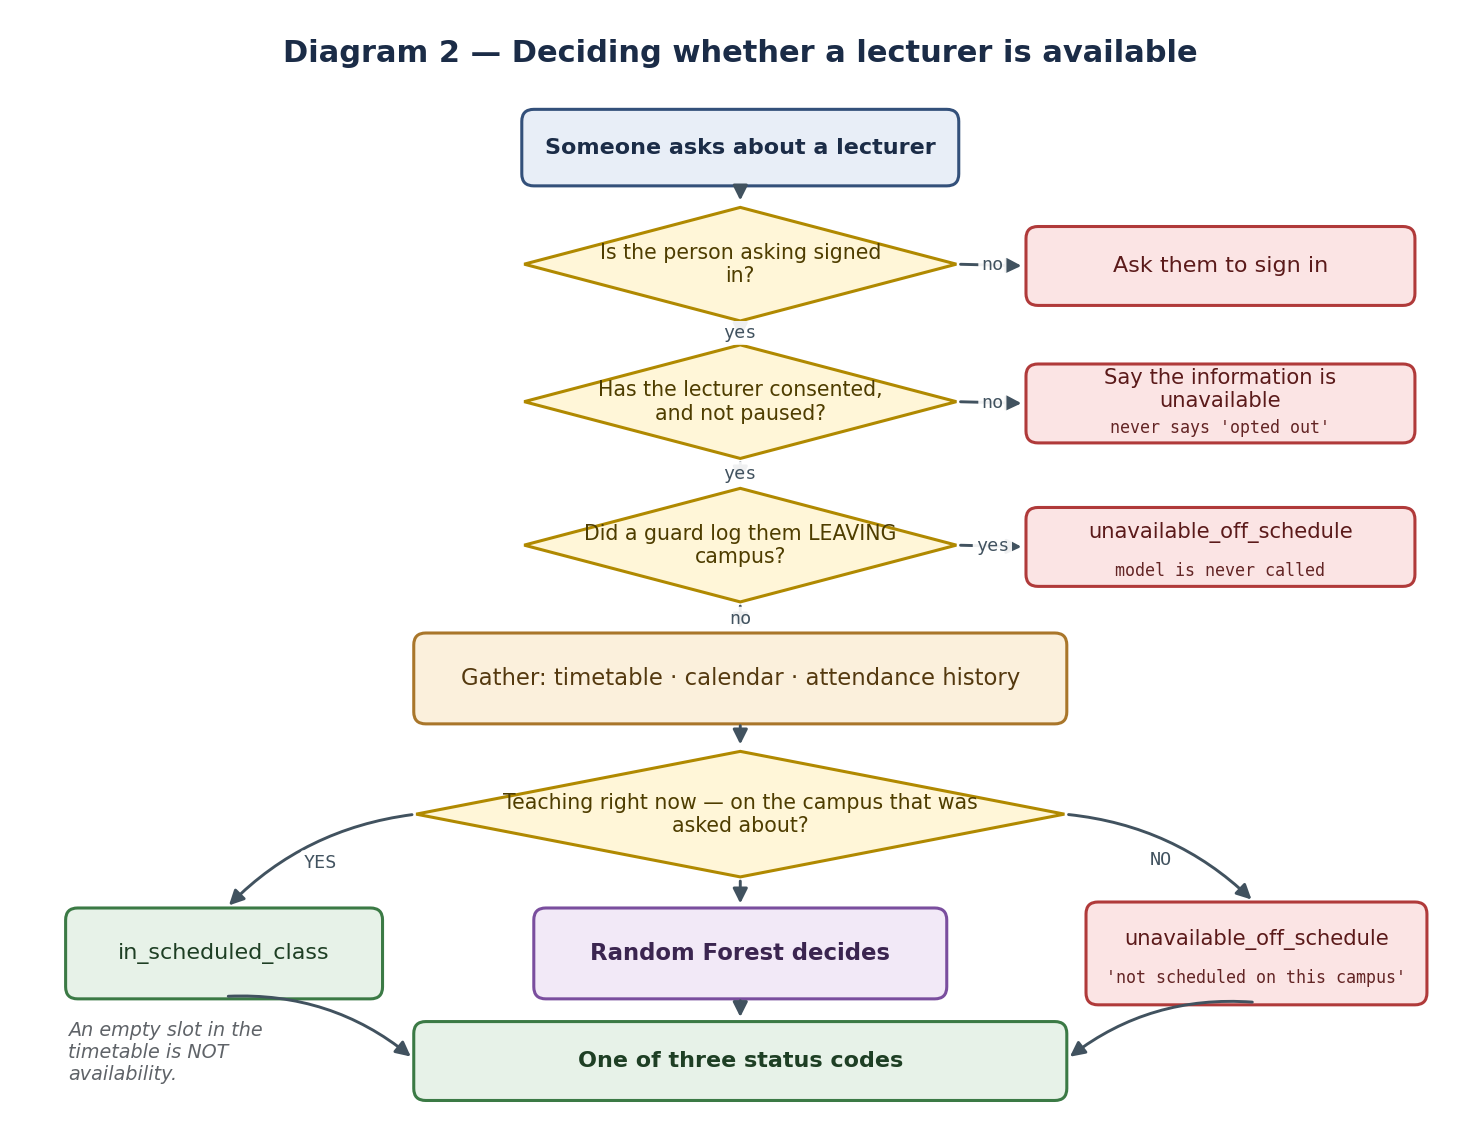 Diagram 2 — Deciding whether a lecturer is available
Someone asks about a lecturer
Is the person asking signed
in?
no
Ask them to sign in
yes
Has the lecturer consented,
and not paused?
no
Say the information is
unavailable
never says 'opted out'
yes
Did a guard log them LEAVING
campus?
yes
unavailable_off_schedule
model is never called
no
Gather: timetable · calendar · attendance history
Teaching right now — on the campus that was
asked about?
YES
NO
in_scheduled_class
Random Forest decides
unavailable_off_schedule
'not scheduled on this campus'
An empty slot in the
timetable is NOT
availability.
One of three status codes